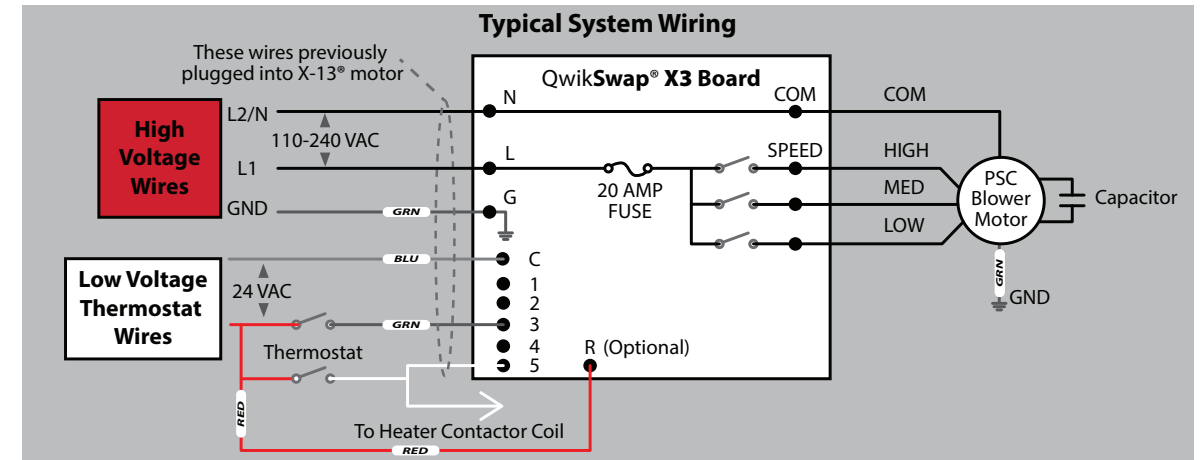 Typical System Wiring
These wires previously
plugged into X-13® motor
QwikSwap® X3 Board
High
Voltage
Wires
L2/N
110-240 VAC
L1
GND
GRN
N
L
G
20 AMP
FUSE
COM
SPEED
COM
HIGH
MED
LOW
PSC
Blower
Motor
Capacitor
GRN
GND
Low Voltage
Thermostat
Wires
24 VAC
BLU
GRN
Thermostat
C
1
2
3
4
5
R (Optional)
RED
To Heater Contactor Coil
RED